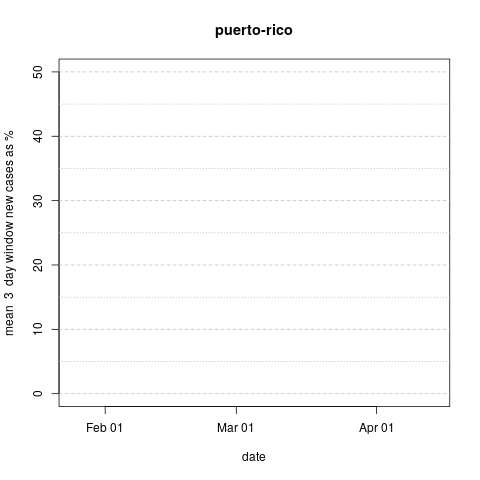 puerto-rico
mean  3  day window new cases as %
50
40
30
20
10
0
Feb 01
Mar 01
Apr 01
date